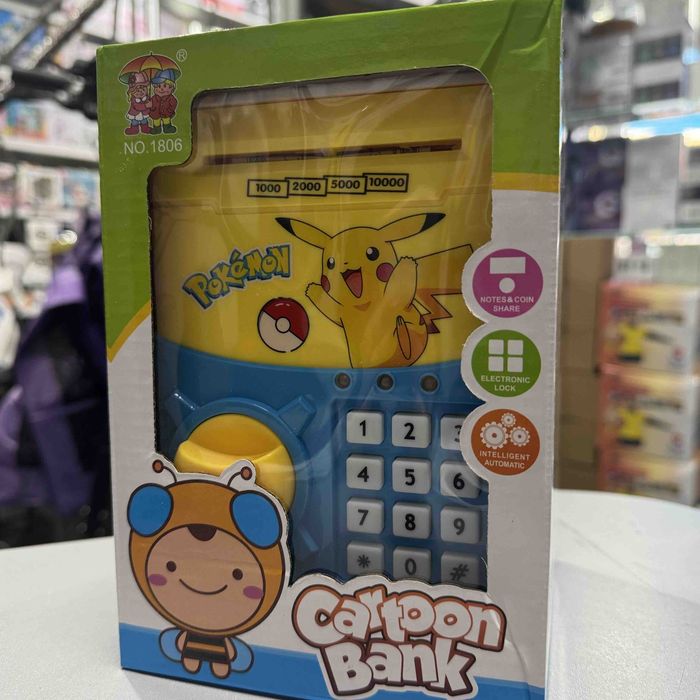 ®
NO.1806
1000 2000 5000 10000
POKéMON
NOTES & COIN
SHARE
ELECTRONIC
LOCK
INTELLIGENT
AUTOMATIC
1 2 3
4 5 6
7 8 9
* 0 #
Cartoon
Bank